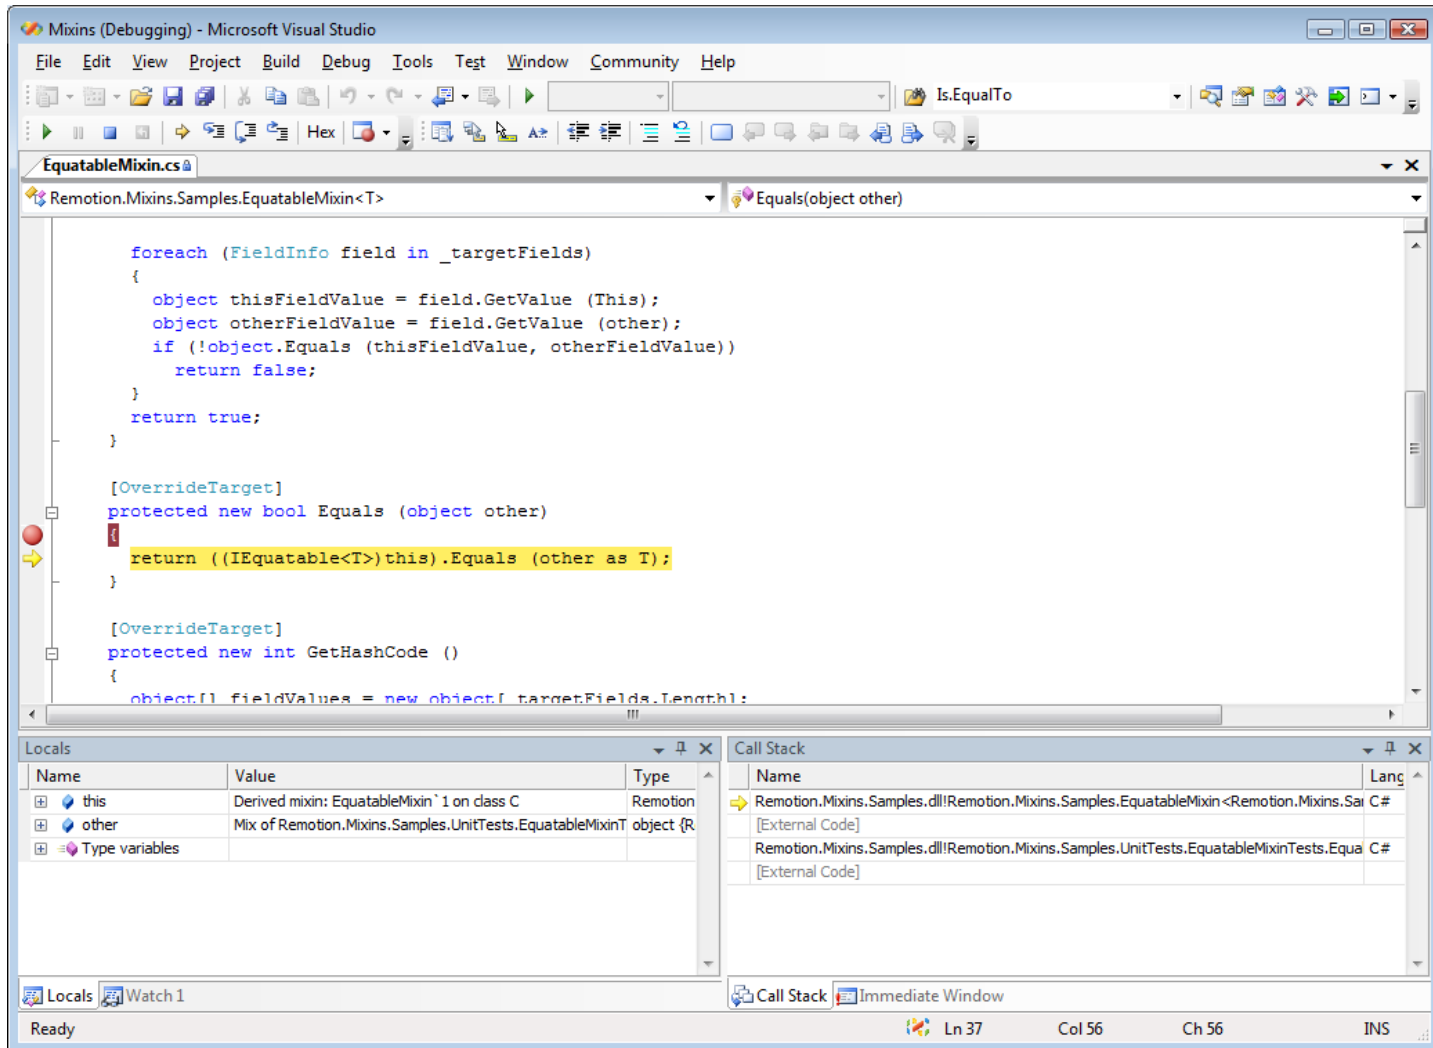 Mixins (Debugging) - Microsoft Visual Studio
File Edit View Project Build Debug Tools Test Window Community Help
Is.EqualTo
Hex
EquatableMixin.cs
Remotion.Mixins.Samples.EquatableMixin<T> Equals(object other)
foreach (FieldInfo field in _targetFields)
{
object thisFieldValue = field.GetValue (This);
object otherFieldValue = field.GetValue (other);
if (!object.Equals (thisFieldValue, otherFieldValue))
return false;
}
return true;
}
[OverrideTarget]
protected new bool Equals (object other)
{
return ((IEquatable<T>)this).Equals (other as T);
}
[OverrideTarget]
protected new int GetHashCode ()
{
object[] fieldValues = new object[_targetFields.Length];
Locals
Name Value Type
this Derived mixin: EquatableMixin`1 on class C Remotion
other Mix of Remotion.Mixins.Samples.UnitTests.EquatableMixinT object {R
Type variables
Locals Watch 1
Call Stack
Name Lang
Remotion.Mixins.Samples.dll!Remotion.Mixins.Samples.EquatableMixin<Remotion.Mixins.Sar C#
[External Code]
Remotion.Mixins.Samples.dll!Remotion.Mixins.Samples.UnitTests.EquatableMixinTests.Equa C#
[External Code]
Call Stack Immediate Window
Ready Ln 37 Col 56 Ch 56 INS